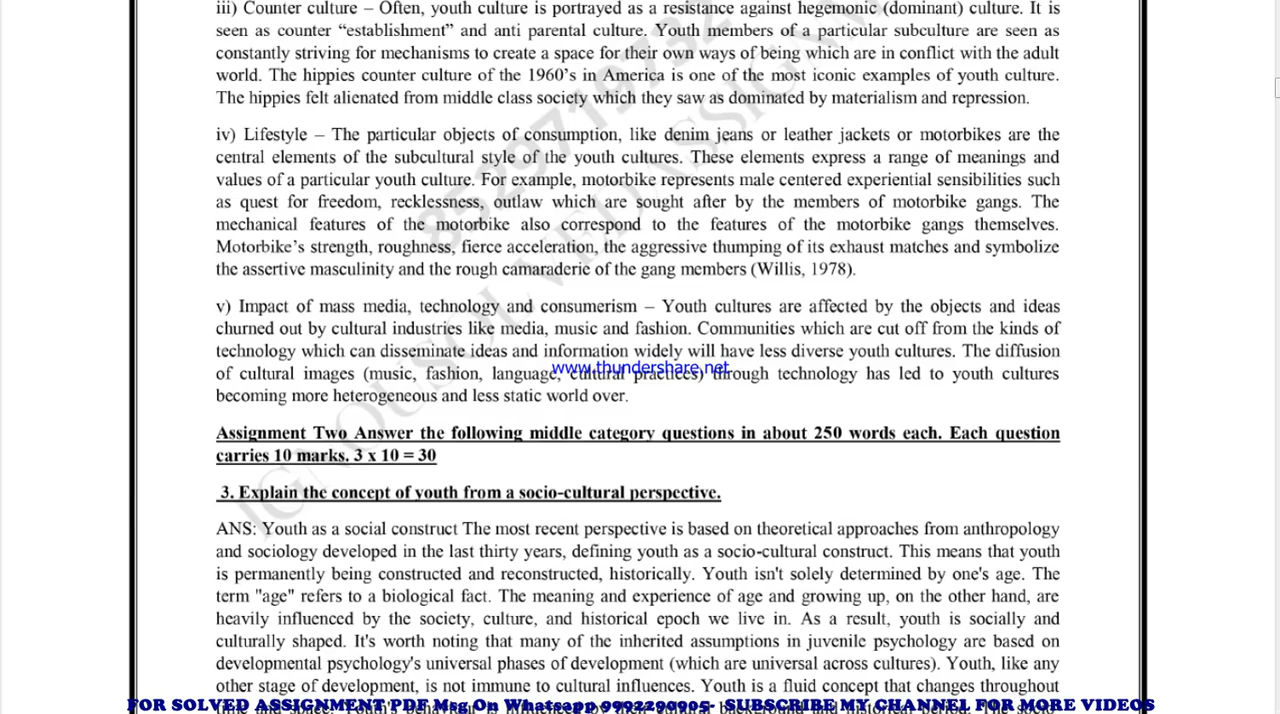 iii) Counter culture – Often, youth culture is portrayed as a resistance against hegemonic (dominant) culture. It is
seen as counter “establishment” and anti parental culture. Youth members of a particular subculture are seen as
constantly striving for mechanisms to create a space for their own ways of being which are in conflict with the adult
world. The hippies counter culture of the 1960’s in America is one of the most iconic examples of youth culture.
The hippies felt alienated from middle class society which they saw as dominated by materialism and repression.
iv) Lifestyle – The particular objects of consumption, like denim jeans or leather jackets or motorbikes are the
central elements of the subcultural style of the youth cultures. These elements express a range of meanings and
values of a particular youth culture. For example, motorbike represents male centered experiential sensibilities such
as quest for freedom, recklessness, outlaw which are sought after by the members of motorbike gangs. The
mechanical features of the motorbike also correspond to the features of the motorbike gangs themselves.
Motorbike’s strength, roughness, fierce acceleration, the aggressive thumping of its exhaust matches and symbolize
the assertive masculinity and the rough camaraderie of the gang members (Willis, 1978).
v) Impact of mass media, technology and consumerism – Youth cultures are affected by the objects and ideas
churned out by cultural industries like media, music and fashion. Communities which are cut off from the kinds of
technology which can disseminate ideas and information widely will have less diverse youth cultures. The diffusion
of cultural images (music, fashion, language, cultural practices) through technology has led to youth cultures
www.thundershare.net
becoming more heterogeneous and less static world over.
Assignment Two Answer the following middle category questions in about 250 words each. Each question
carries 10 marks. 3 x 10 = 30
3. Explain the concept of youth from a socio-cultural perspective.
ANS: Youth as a social construct The most recent perspective is based on theoretical approaches from anthropology
and sociology developed in the last thirty years, defining youth as a socio-cultural construct. This means that youth
is permanently being constructed and reconstructed, historically. Youth isn't solely determined by one's age. The
term "age" refers to a biological fact. The meaning and experience of age and growing up, on the other hand, are
heavily influenced by the society, culture, and historical epoch we live in. As a result, youth is socially and
culturally shaped. It's worth noting that many of the inherited assumptions in juvenile psychology are based on
developmental psychology's universal phases of development (which are universal across cultures). Youth, like any
other stage of development, is not immune to cultural influences. Youth is a fluid concept that changes throughout
FOR SOLVED ASSIGNMENT PDF Msg On Whatsapp 9992290905- SUBSCRIBE MY CHANNEL FOR MORE VIDEOS